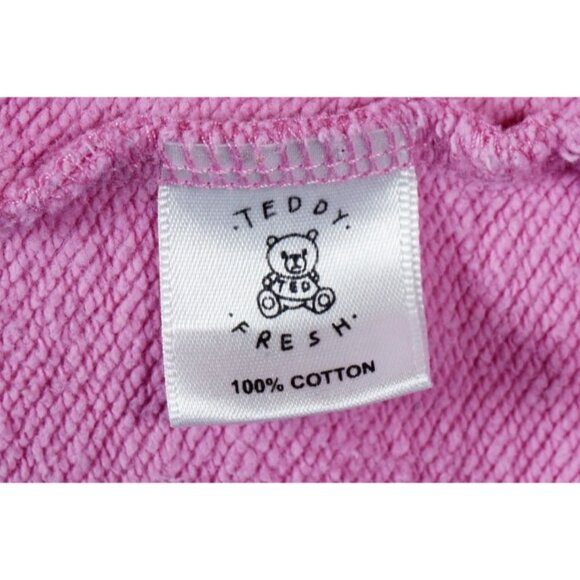 ·TEDDY·
TED
·FRESH·
100% COTTON